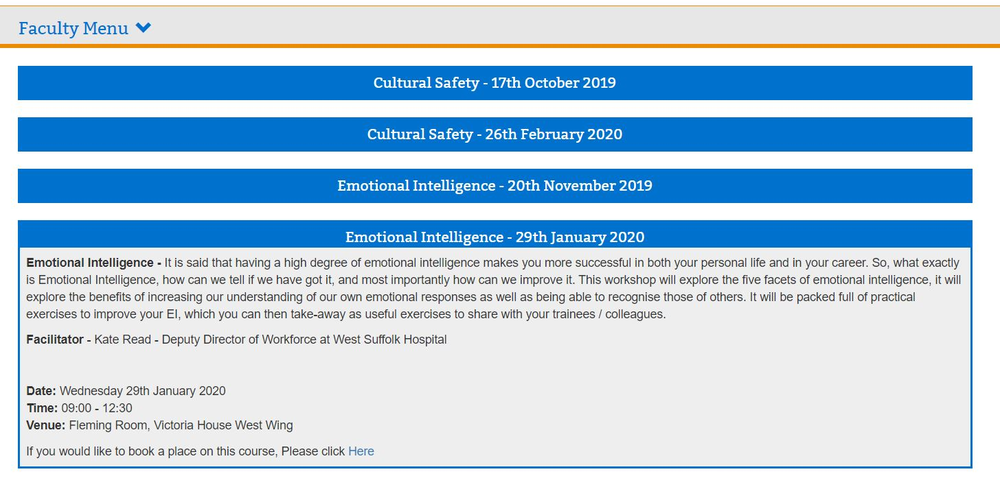 Faculty Menu
Cultural Safety - 17th October 2019
Cultural Safety - 26th February 2020
Emotional Intelligence - 20th November 2019
Emotional Intelligence - 29th January 2020
Emotional Intelligence - It is said that having a high degree of emotional intelligence makes you more successful in both your personal life and in your career. So, what exactly
is Emotional Intelligence, how can we tell if we have got it, and most importantly how can we improve it. This workshop will explore the five facets of emotional intelligence, it will
explore the benefits of increasing our understanding of our own emotional responses as well as being able to recognise those of others. It will be packed full of practical
exercises to improve your EI, which you can then take-away as useful exercises to share with your trainees / colleagues.
Facilitator - Kate Read - Deputy Director of Workforce at West Suffolk Hospital
Date: Wednesday 29th January 2020
Time: 09:00 - 12:30
Venue: Fleming Room, Victoria House West Wing
If you would like to book a place on this course, Please click Here